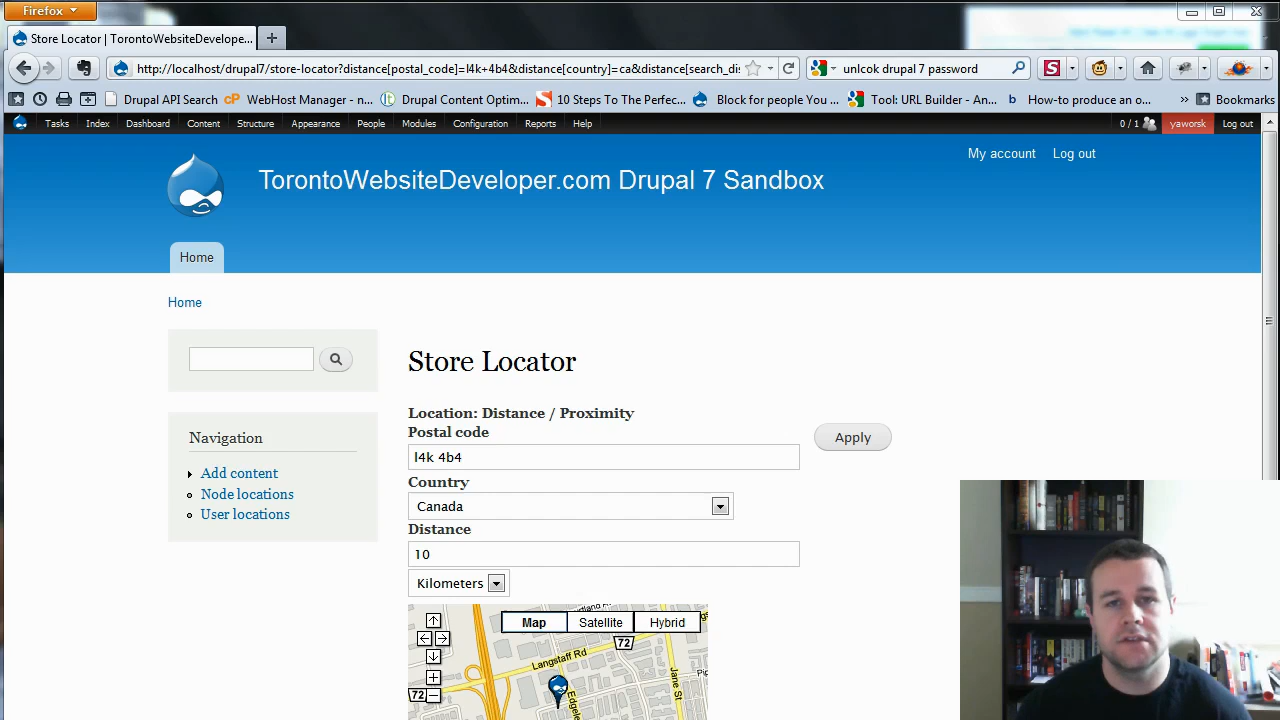 Firefox
Store Locator | TorontoWebsiteDevelope...
http://localhost/drupal7/store-locator?distance[postal_code]=l4k+4b4&distance[country]=ca&distance[search_di
unlcok drupal 7 password
Drupal API Search
WebHost Manager - n...
Drupal Content Optim...
10 Steps To The Perfec...
Block for people You ...
Tool: URL Builder - An...
How-to produce an o...
Bookmarks
Tasks
Index
Dashboard
Content
Structure
Appearance
People
Modules
Configuration
Reports
Help
0 / 1
yaworsk
Log out
My account
Log out
TorontoWebsiteDeveloper.com Drupal 7 Sandbox
Home
Home
Store Locator
Location: Distance / Proximity
Postal code
Apply
l4k 4b4
Navigation
Add content
Node locations
User locations
Country
Canada
Distance
10
Kilometers
Map
Satellite
Hybrid
72
Langstaff Rd
Jane St
72